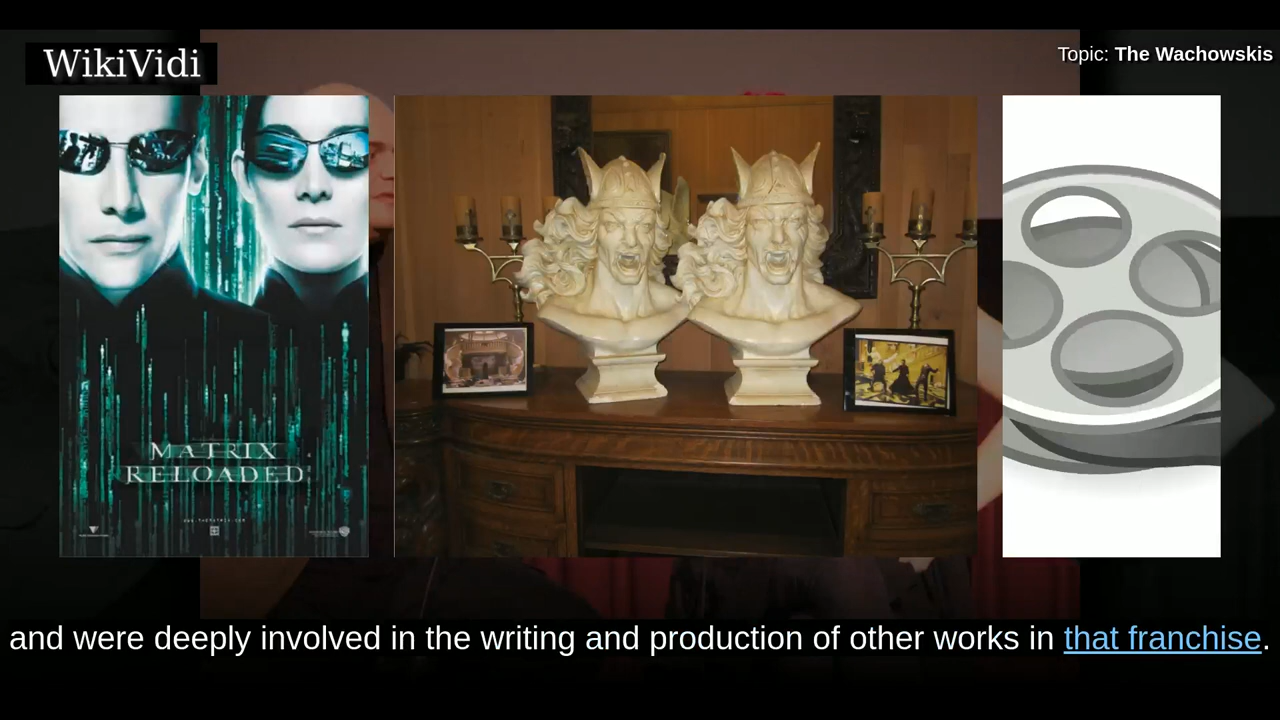 WikiVidi
Topic: The Wachowskis
MATRIX
RELOADED
and were deeply involved in the writing and production of other works in that franchise.